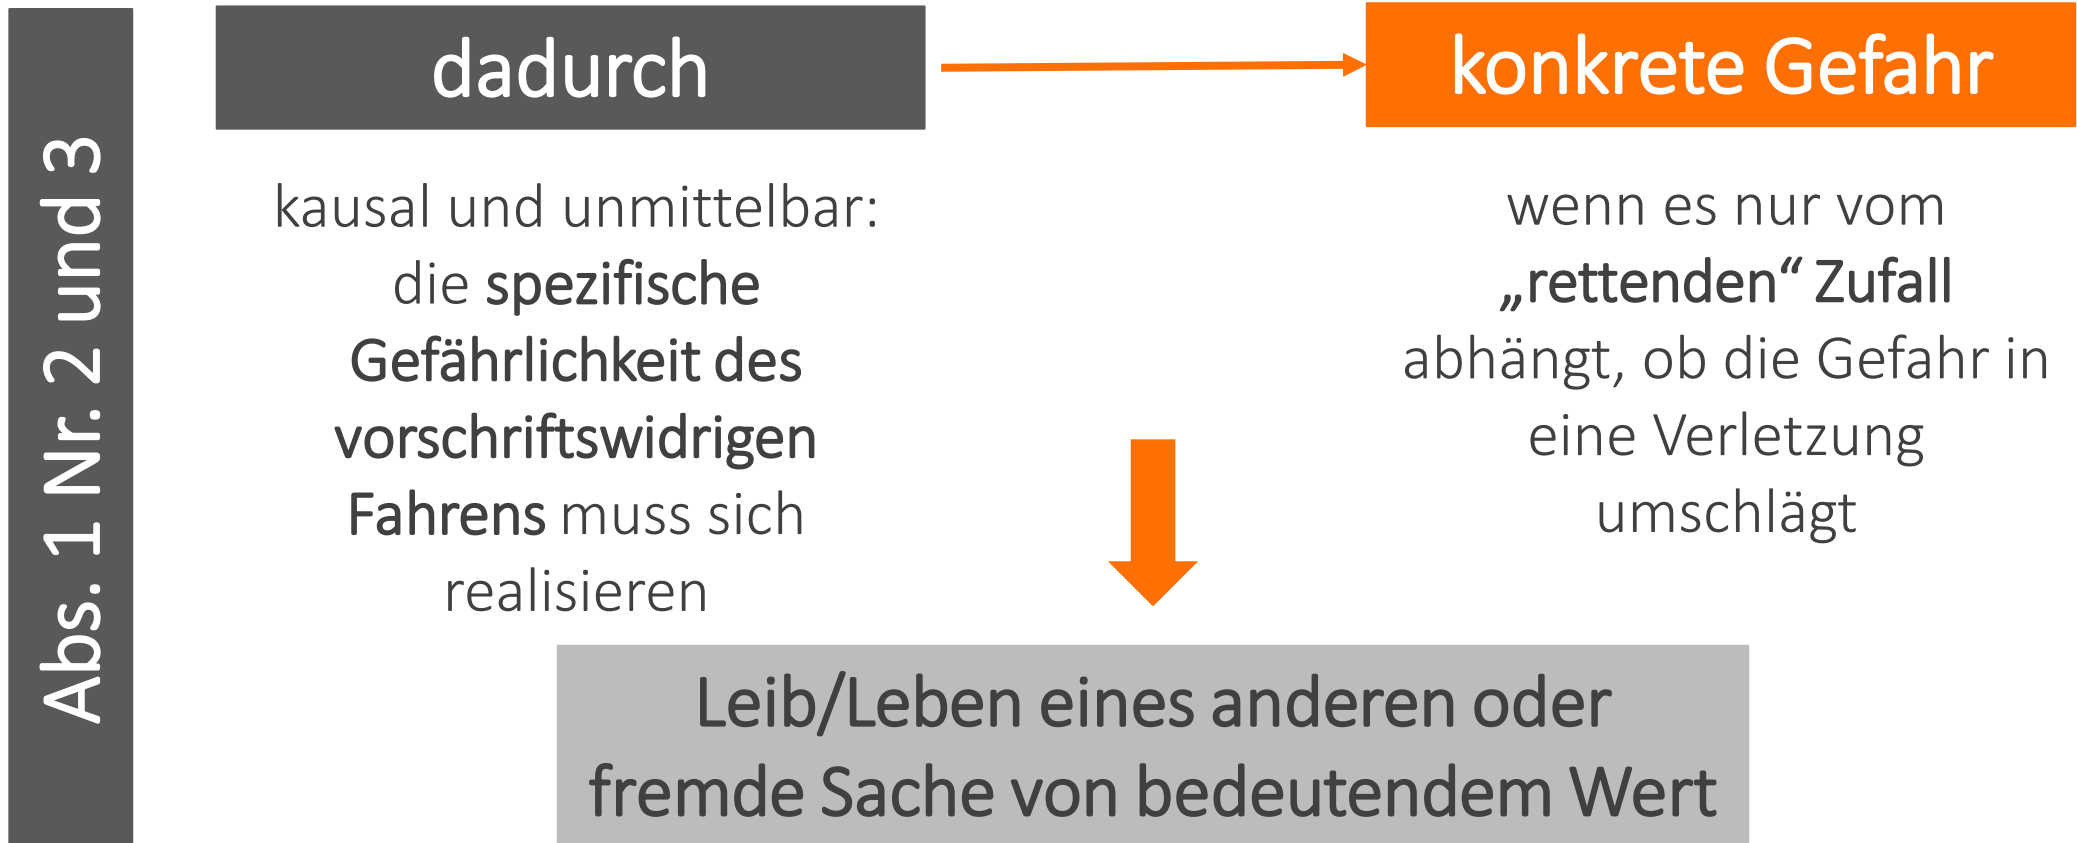 Abs. 1 Nr. 2 und 3
dadurch
kausal und unmittelbar:
die spezifische
Gefährlichkeit des
vorschriftswidrigen
Fahrens muss sich
realisieren
konkrete Gefahr
wenn es nur vom
„rettenden“ Zufall
abhängt, ob die Gefahr in
eine Verletzung
umschlägt
Leib/Leben eines anderen oder
fremde Sache von bedeutendem Wert